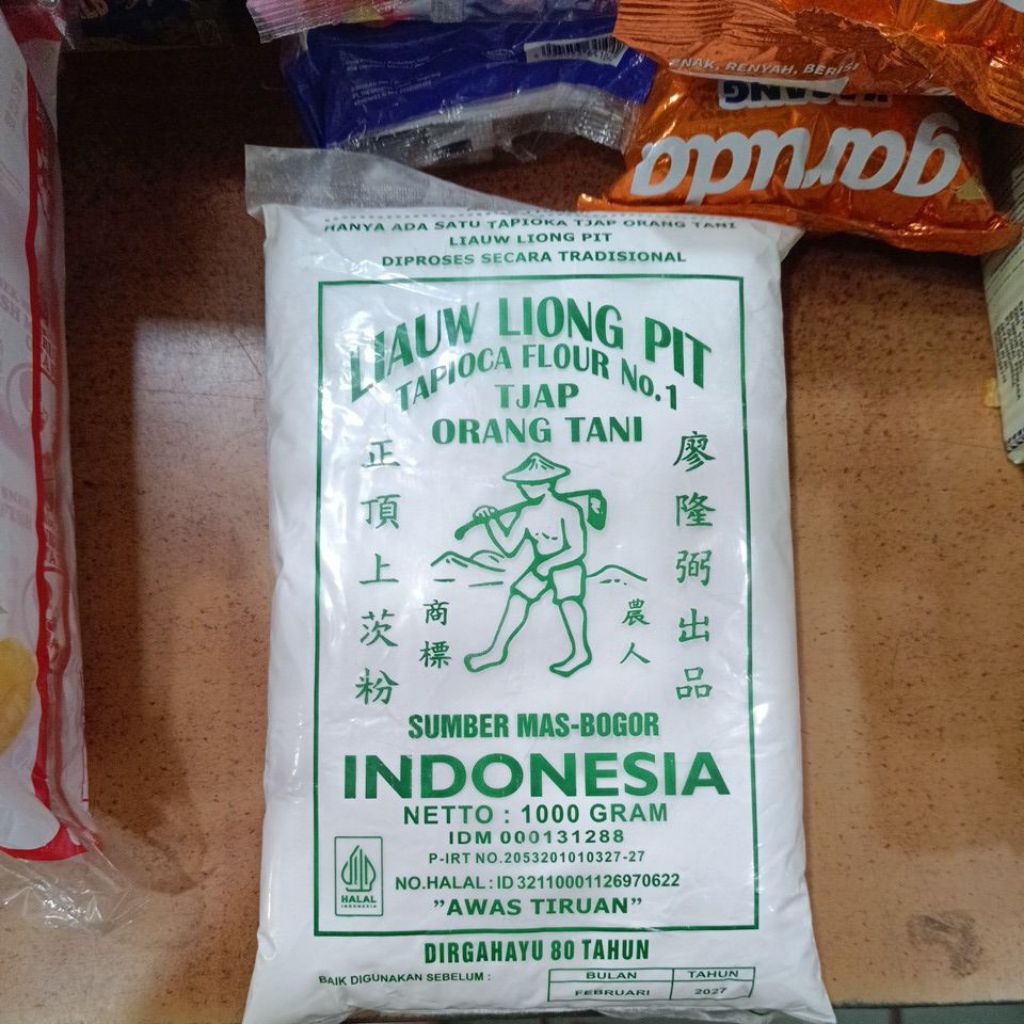 ENAK, RENYAH, BERISI
KACANG
garuda
HANYA ADA SATU TAPIOKA TJAP ORANG TANI
LIAUW LIONG PIT
DIPROSES SECARA TRADISIONAL
LIAUW LIONG PIT
TAPIOCA FLOUR No.1
TJAP
ORANG TANI
廖隆弼出品
農人
商標
正頂上茨粉
SUMBER MAS-BOGOR
INDONESIA
NETTO : 1000 GRAM
IDM 000131288
P-IRT NO.2053201010327-27
NO.HALAL : ID 32110001126970622
"AWAS TIRUAN"
HALAL
INDONESIA
DIRGAHAYU 80 TAHUN
BAIK DIGUNAKAN SEBELUM :
BULAN TAHUN
FEBRUARI 2027